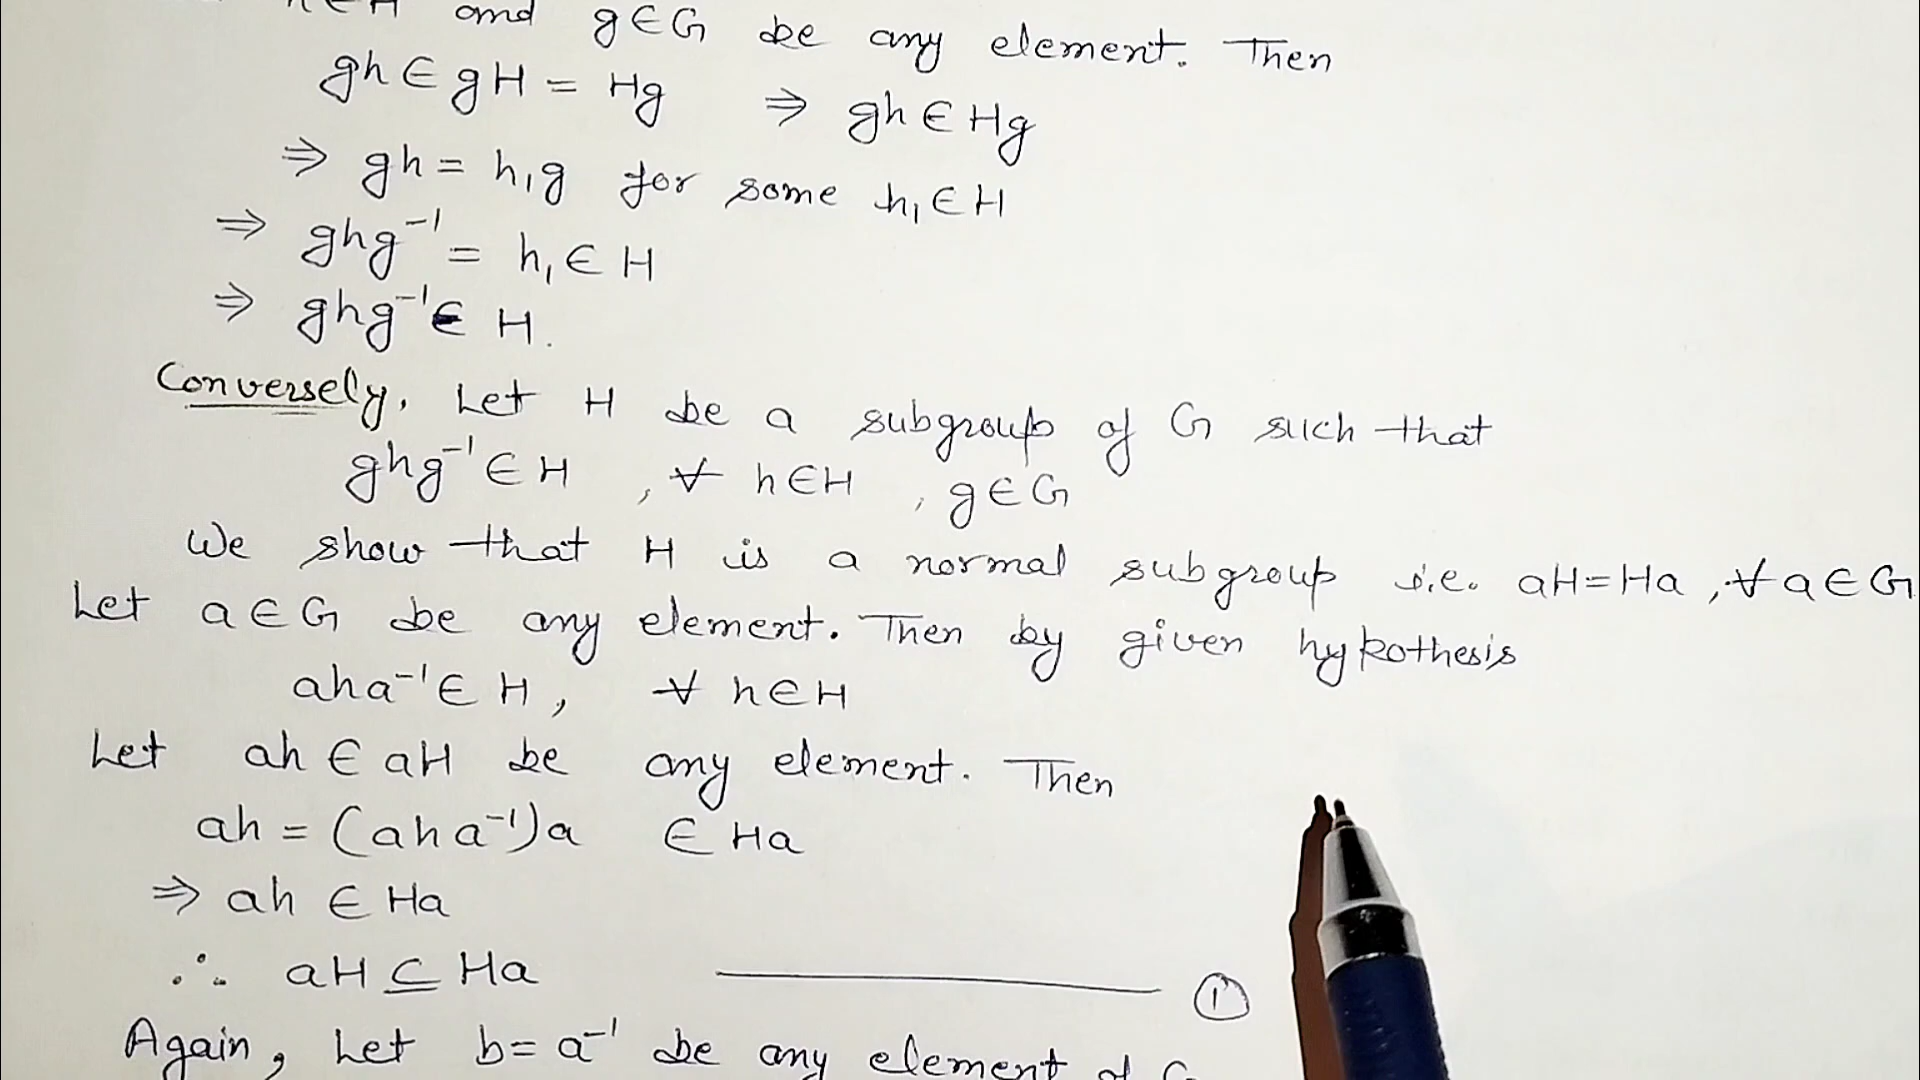 h∈H and g∈G be any element. Then
gh ∈ gH = Hg ⇒ gh ∈ Hg
⇒ gh = h₁g for some h₁∈H
⇒ ghg⁻¹ = h₁ ∈ H
⇒ ghg⁻¹ ∈ H.
Conversely, Let H be a subgroup of G such that
ghg⁻¹ ∈ H , ∀ h∈H , g∈G
We show that H is a normal subgroup i.e. aH=Ha, ∀ a∈G
Let a∈G be any element. Then by given hypothesis
aha⁻¹ ∈ H, ∀ h∈H
Let ah ∈ aH be any element. Then
ah = (aha⁻¹)a ∈ Ha
⇒ ah ∈ Ha
∴ aH ⊆ Ha ——— ①
Again, Let b = a⁻¹ be any element of G